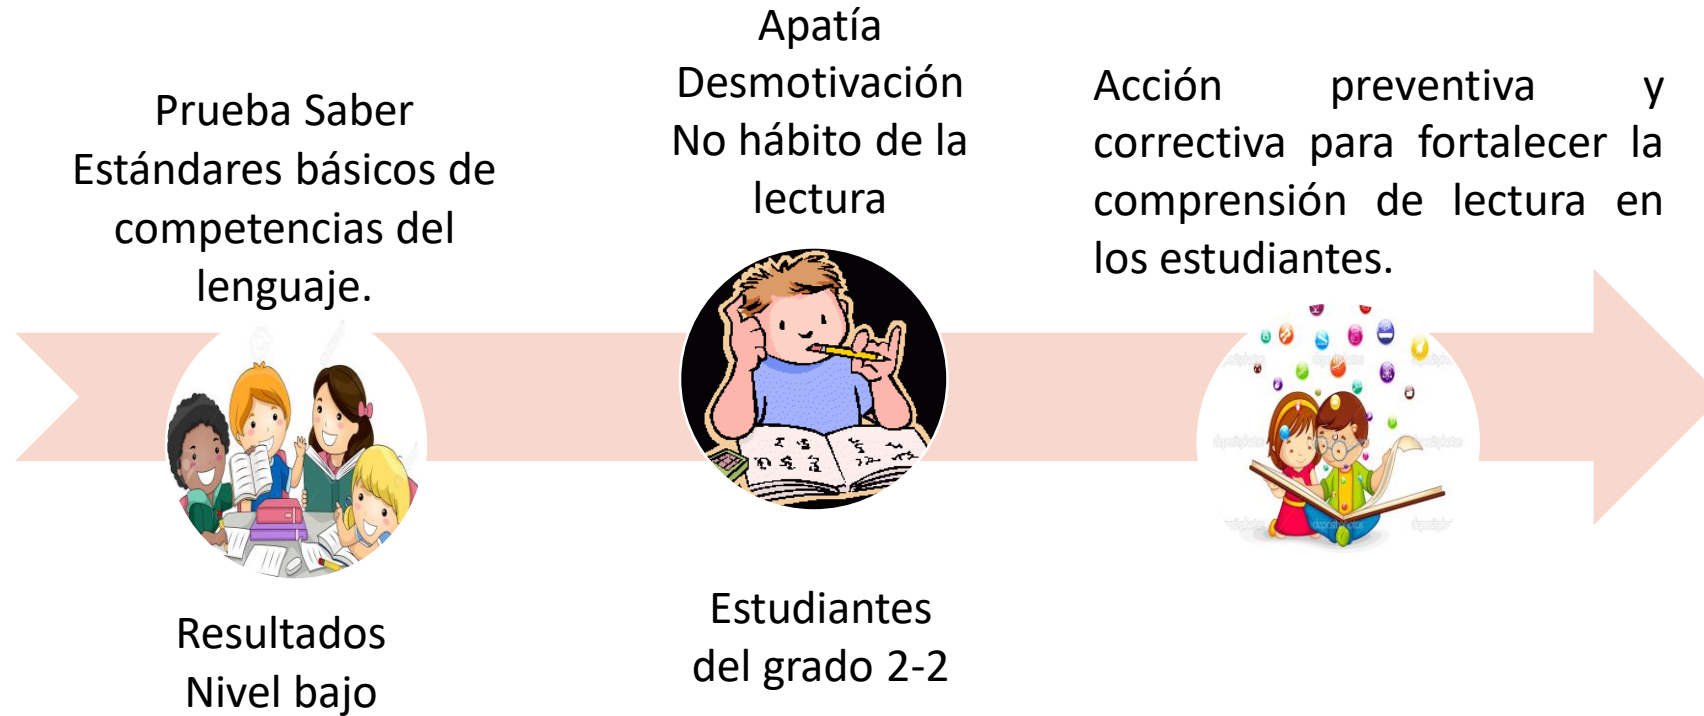 Prueba Saber
Estándares básicos de
competencias del
lenguaje.
Resultados
Nivel bajo
Apatía
Desmotivación
No hábito de la
lectura
Estudiantes
del grado 2-2
Acción preventiva y
correctiva para fortalecer la
comprensión de lectura en
los estudiantes.